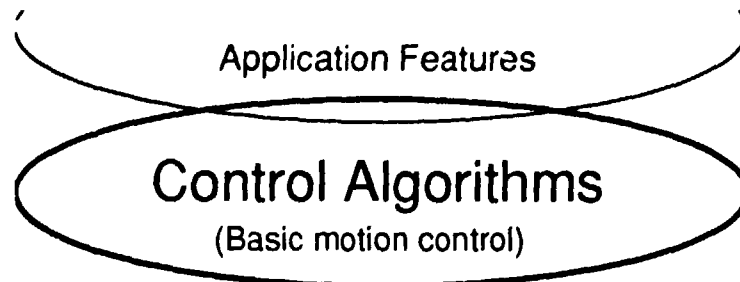 Application Features
Control Algorithms
(Basic motion control)